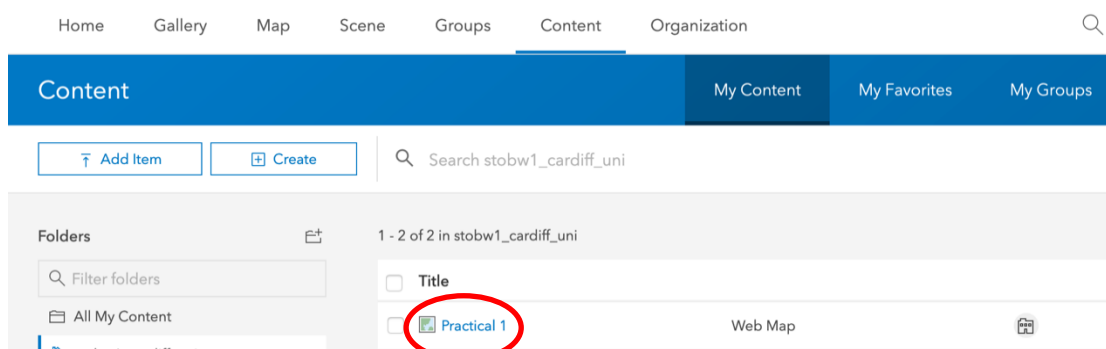 Home Gallery Map Scene Groups Content Organization
Content My Content My Favorites My Groups
Add Item Create Search stobw1_cardiff_uni
Folders 1 - 2 of 2 in stobw1_cardiff_uni
Filter folders Title
All My Content Practical 1 Web Map